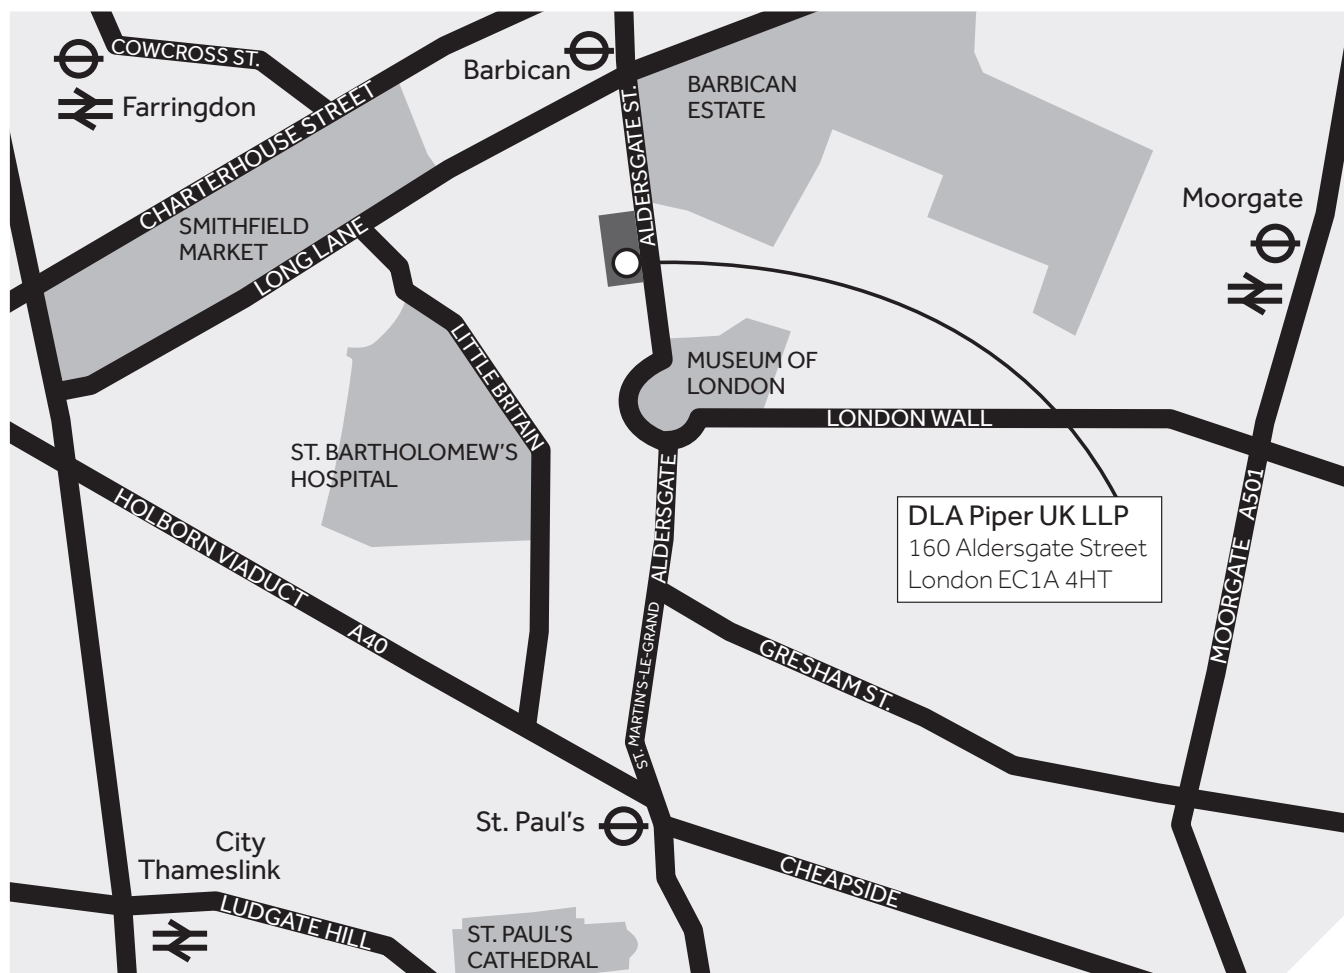 COWCROSS ST.
Barbican
Farringdon
BARBICAN
ESTATE
ALDERSGATE ST.
CHARTERHOUSE STREET
Moorgate
SMITHFIELD
MARKET
LONG LANE
LITTLE BRITAIN
MUSEUM OF
LONDON
LONDON WALL
ST. BARTHOLOMEW'S
HOSPITAL
ALDERSGATE
HOLBORN VIADUCT
A40
DLA Piper UK LLP
160 Aldersgate Street
London EC1A 4HT
MOORGATE A501
ST. MARTIN'S-LE-GRAND
GRESHAM ST.
St. Paul's
City
Thameslink
CHEAPSIDE
LUDGATE HILL
ST. PAUL'S
CATHEDRAL